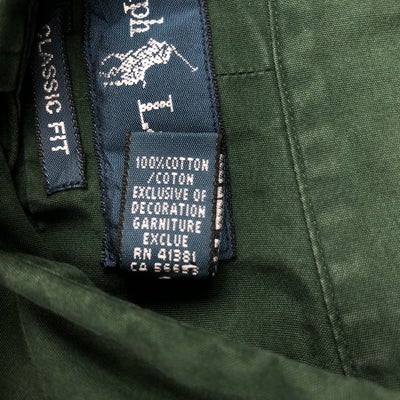 CLASSIC FIT
100%COTTON
/COTON
EXCLUSIVE OF
DECORATION
GARNITURE
EXCLUE
RN 41381